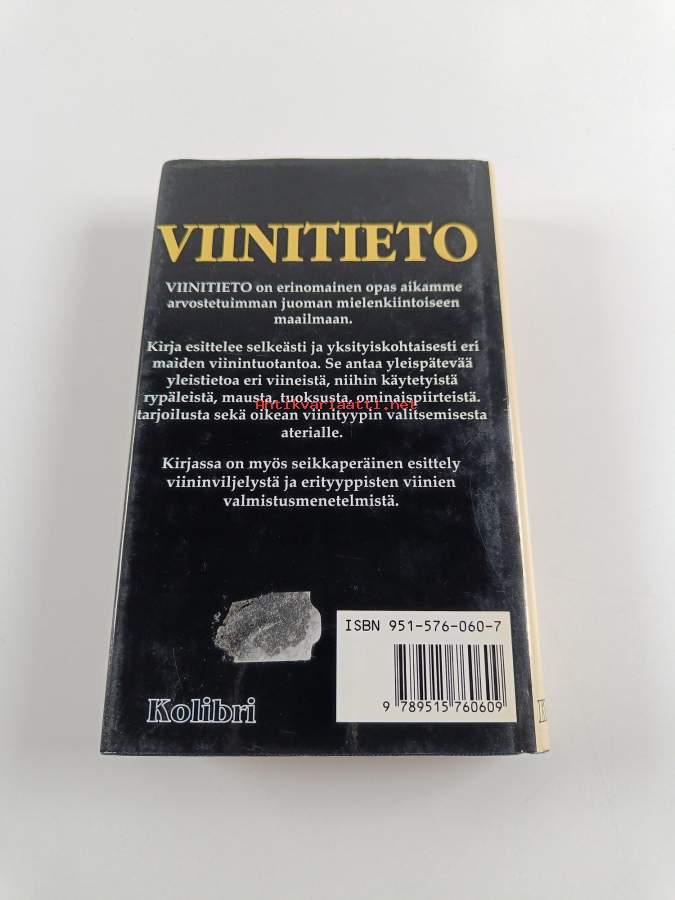 VIINITIETO
VIINITIETO on erinomainen opas aikamme
arvostetuimman juoman mielenkiintoiseen
maailmaan.
Kirja esittelee selkeästi ja yksityiskohtaisesti eri
maiden viinintuotantoa. Se antaa yleispätevää
yleistietoa eri viineistä, niihin käytetyistä
rypäleistä, mausta, tuoksusta, ominaispiirteistä.
tarjoilusta sekä oikean viinityypin valitsemisesta
aterialle.
Antikvariaatti.net
Kirjassa on myös seikkaperäinen esittely
viininviljelystä ja erityyppisten viinien
valmistusmenetelmistä.
ISBN 951-576-060-7
9 789515 760609
Kolibri